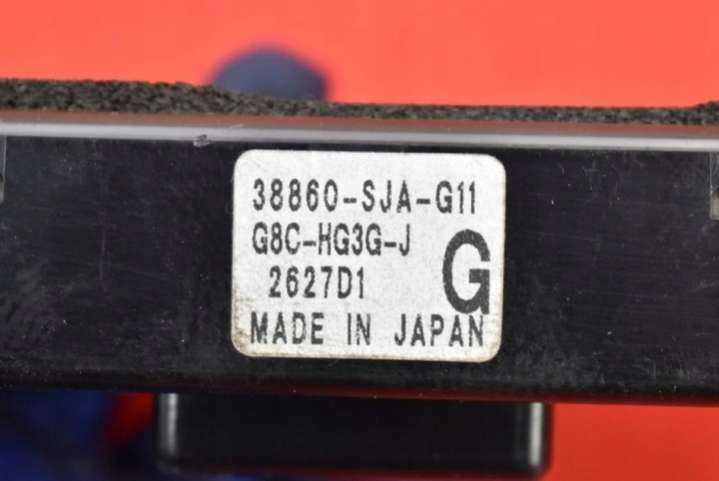 38860-SJA-G11
G8C-HG3G-J
2627D1
G
MADE IN JAPAN